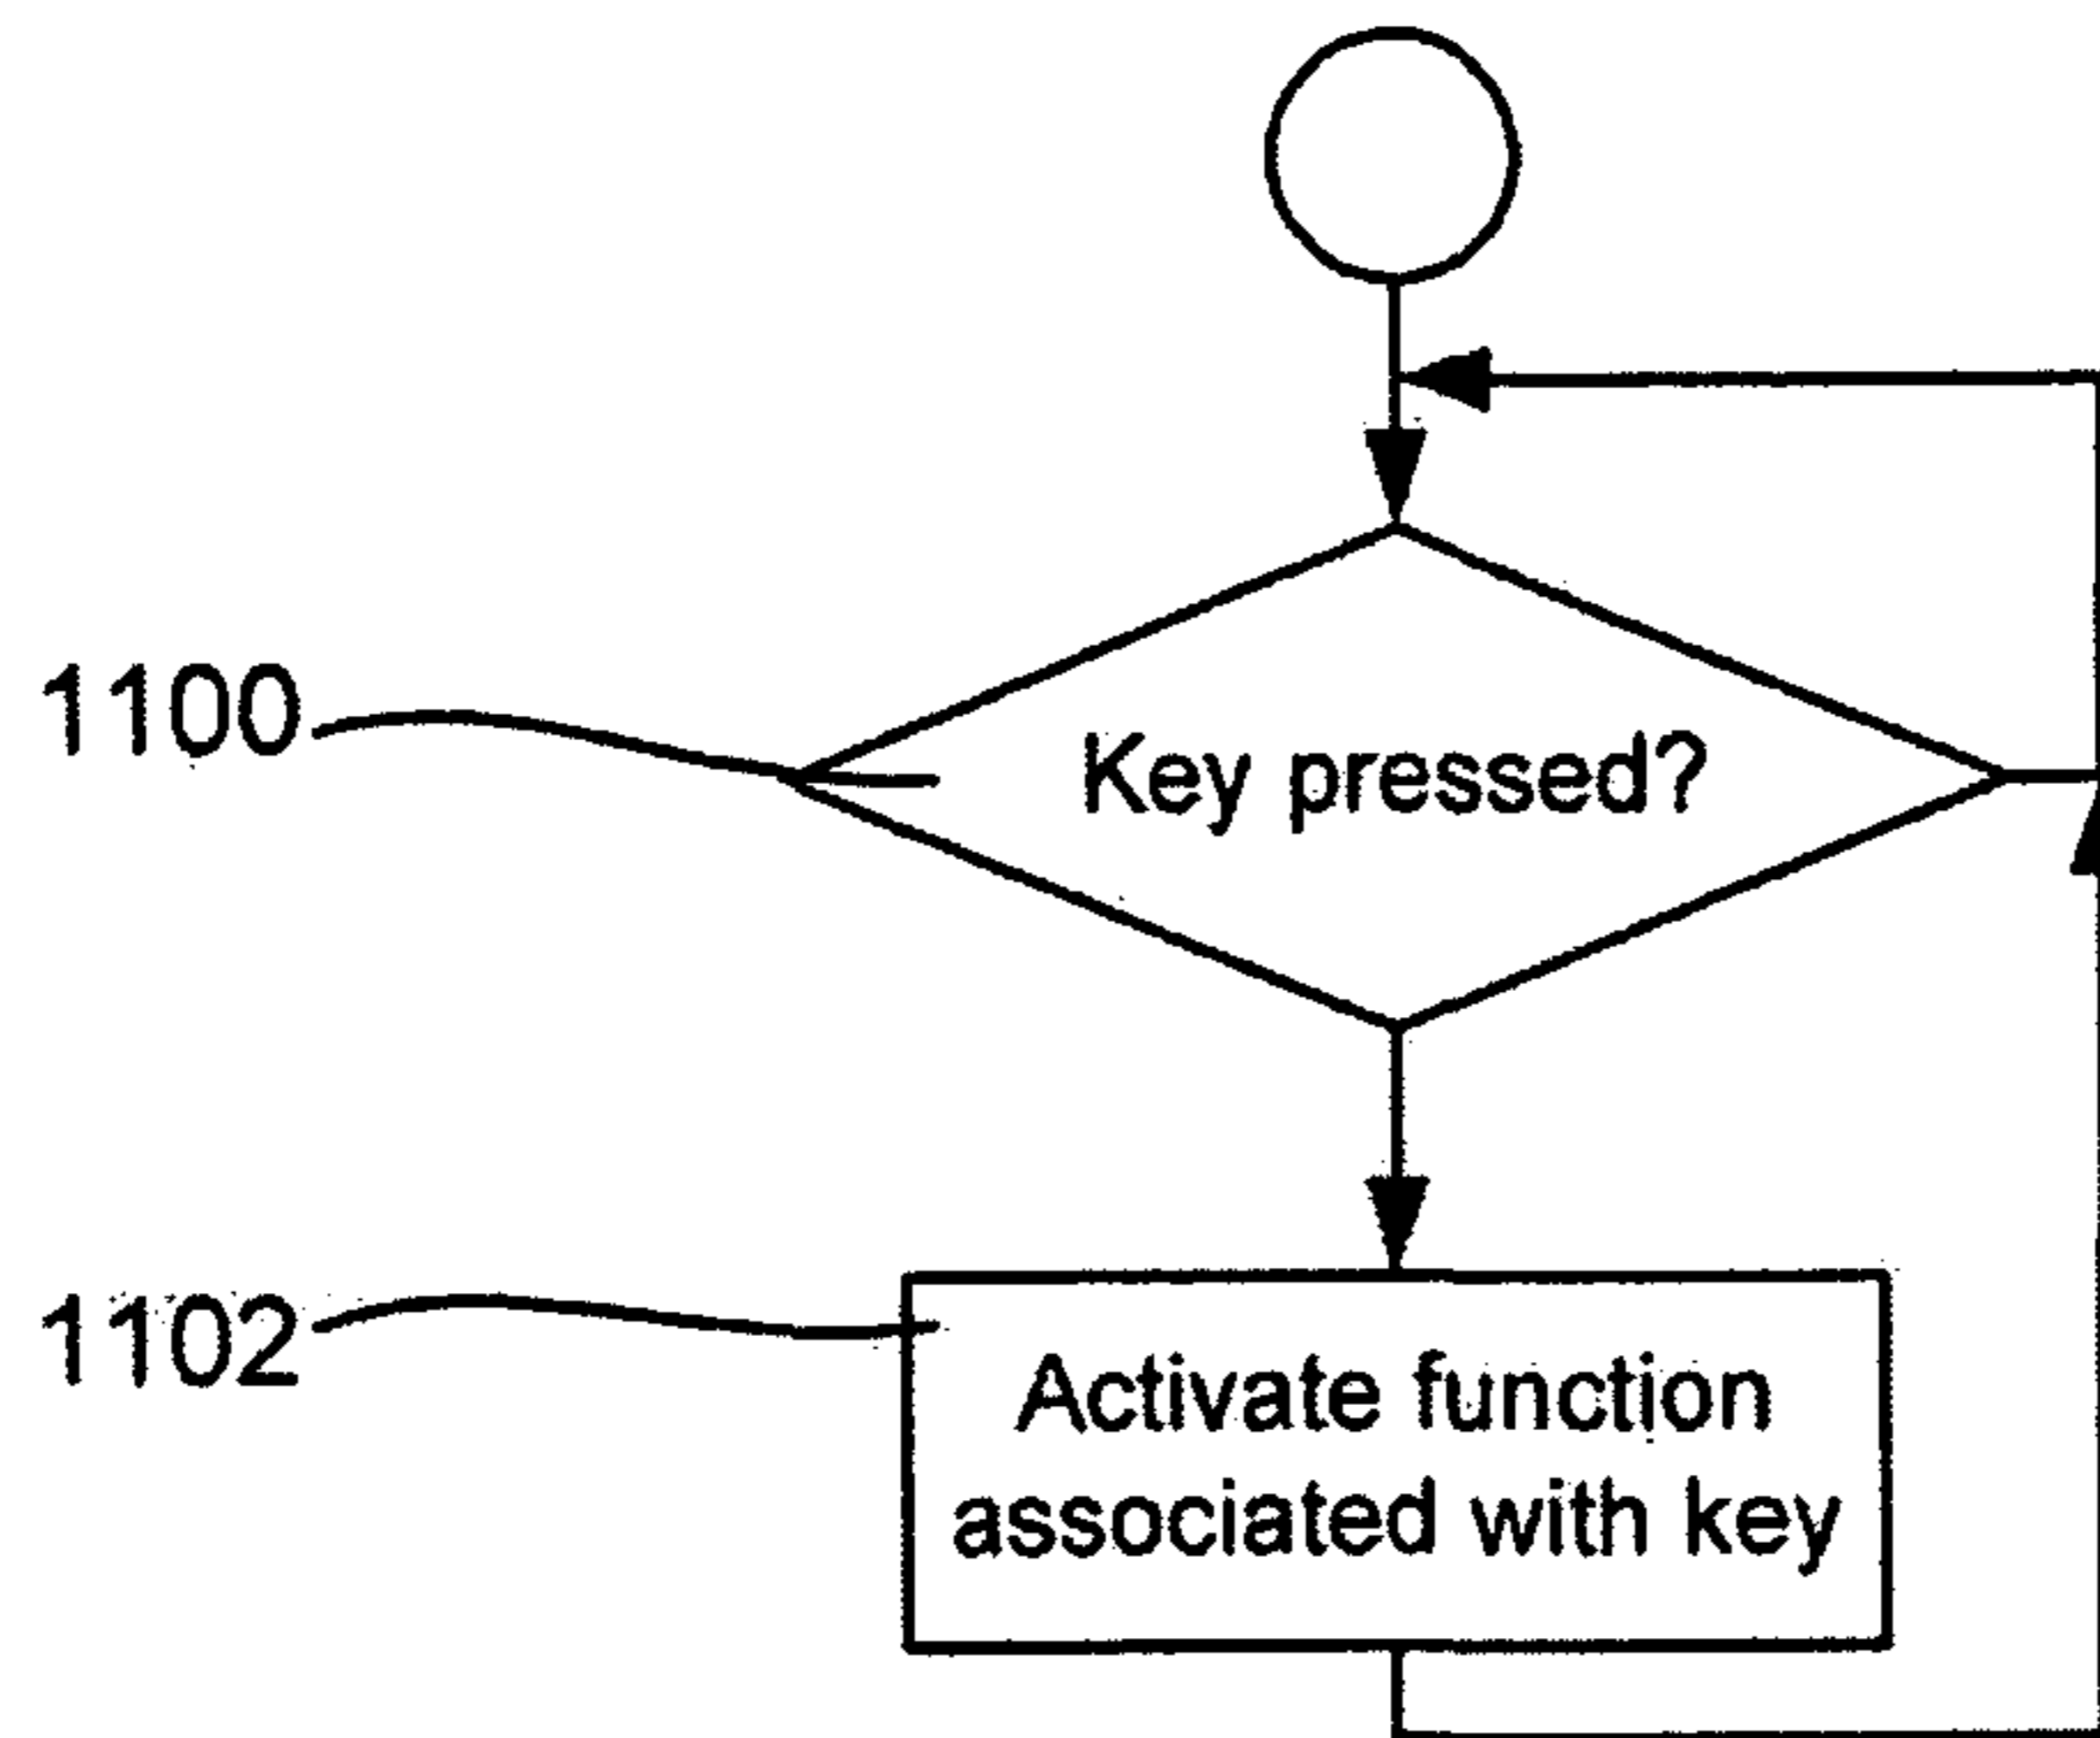 1100
Key pressed?
1102
Activate function
associated with key